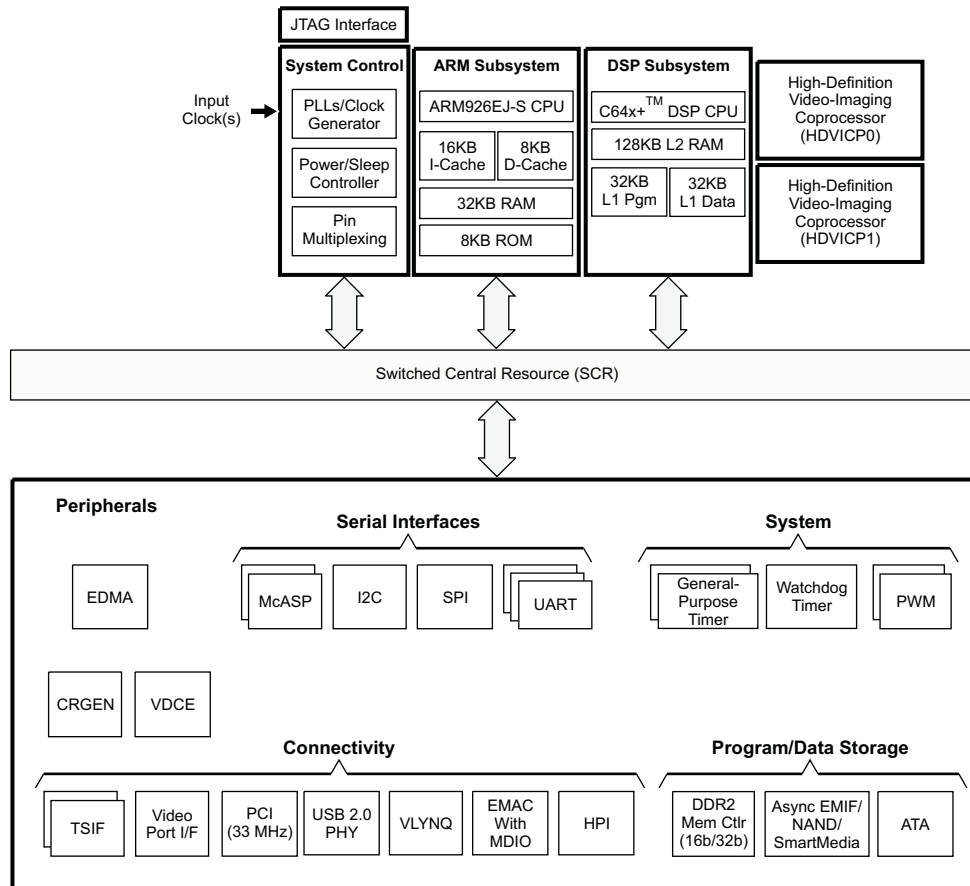 JTAG Interface
System Control
ARM Subsystem
DSP Subsystem
Input
Clock(s)
PLLs/Clock
Generator
Power/Sleep
Controller
Pin
Multiplexing
ARM926EJ-S CPU
16KB
I-Cache
8KB
D-Cache
32KB RAM
8KB ROM
C64x+™ DSP CPU
128KB L2 RAM
32KB
L1 Pgm
32KB
L1 Data
High-Definition
Video-Imaging
Coprocessor
(HDVICP0)
High-Definition
Video-Imaging
Coprocessor
(HDVICP1)
Switched Central Resource (SCR)
Peripherals
Serial Interfaces
System
EDMA
McASP
I2C
SPI
UART
General-
Purpose
Timer
Watchdog
Timer
PWM
CRGEN
VDCE
Connectivity
Program/Data Storage
TSIF
Video
Port I/F
PCI
(33 MHz)
USB 2.0
PHY
VLYNQ
EMAC
With
MDIO
HPI
DDR2
Mem Ctlr
(16b/32b)
Async EMIF/
NAND/
SmartMedia
ATA